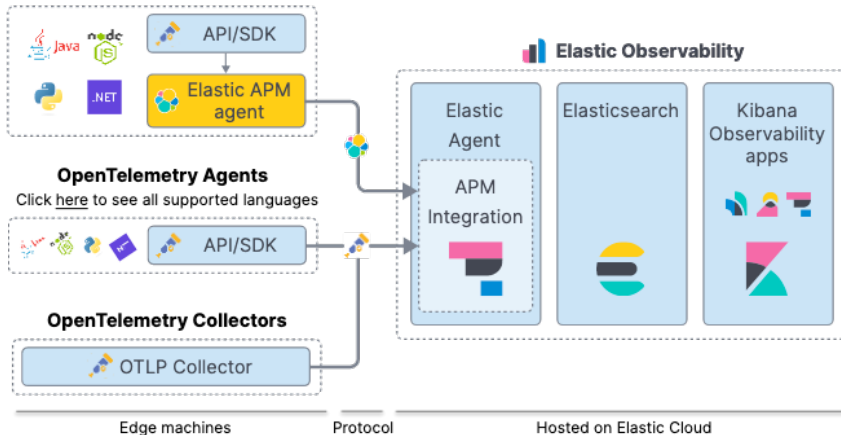 Java
node
JS
API/SDK
.NET
Elastic APM
agent
OpenTelemetry Agents
Click here to see all supported languages
API/SDK
OpenTelemetry Collectors
OTLP Collector
Elastic Observability
Elastic
Agent
APM
Integration
Elasticsearch
Kibana
Observability
apps
Edge machines
Protocol
Hosted on Elastic Cloud